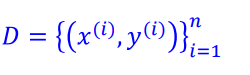 D = {(x^{(i)}, y^{(i)})}_{i=1}^{n}